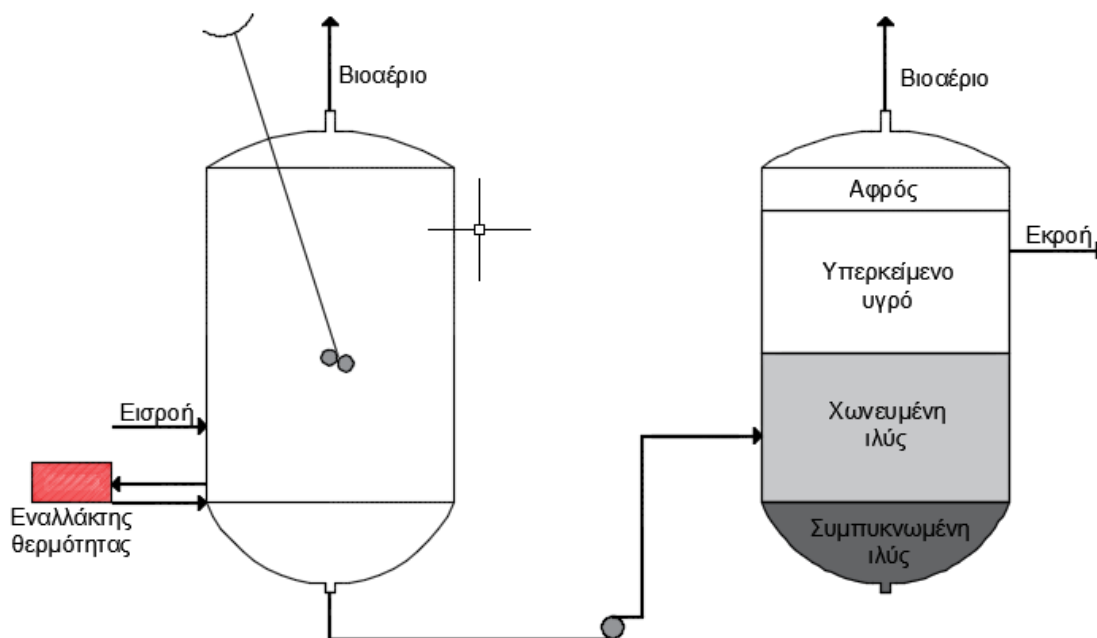 Βιοαέριο
Εισροή
Εναλλάκτης
θερμότητας
Βιοαέριο
Αφρός
Εκροή
Υπερκείμενο
υγρό
Χωνευμένη
ιλύς
Συμπυκνωμένη
ιλύς